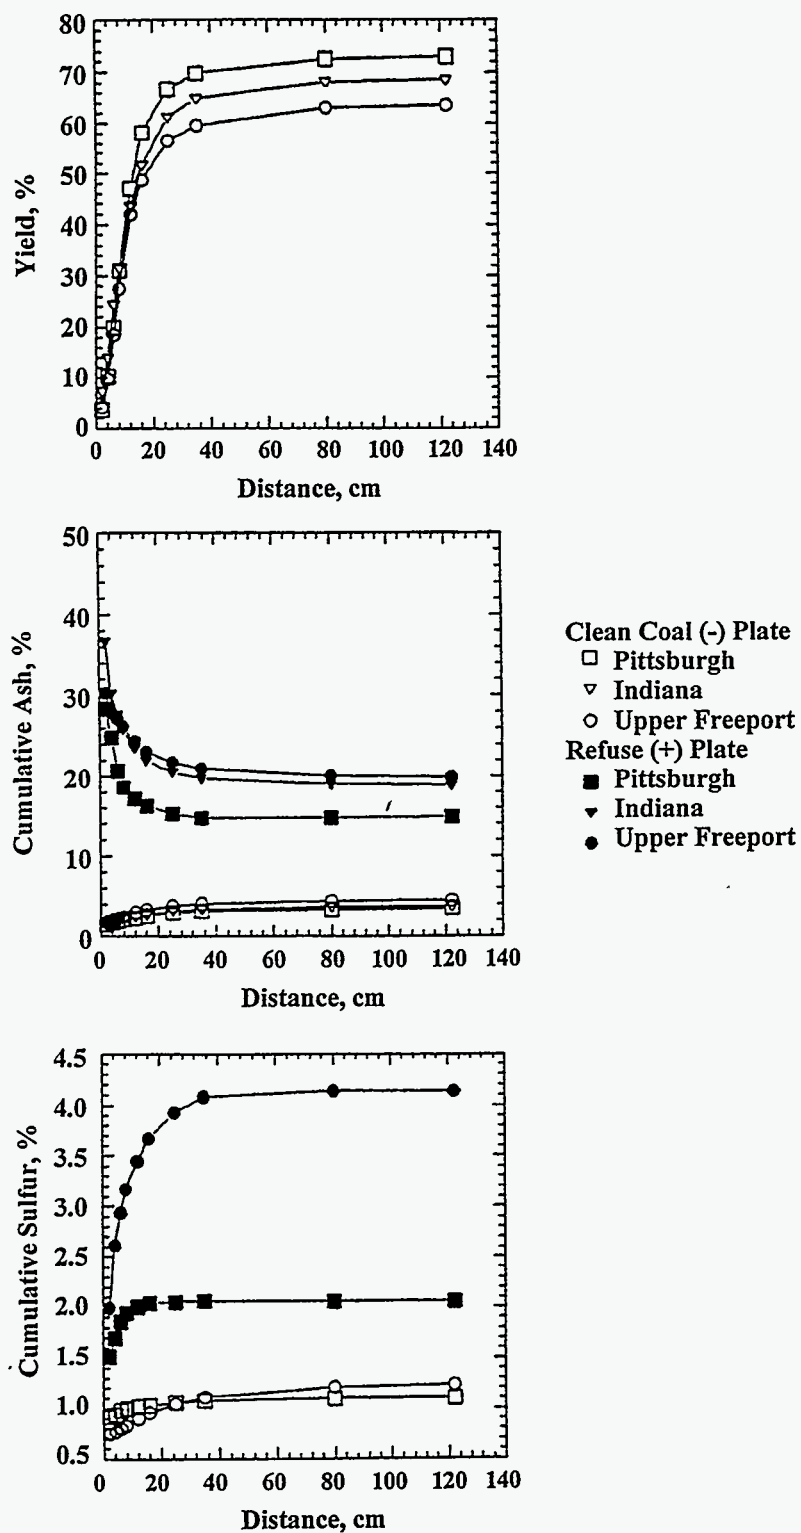 80
70
60
50
40
30
20
10
0
Yield, %
0 20 40 60 80 100 120 140
Distance, cm
50
40
30
20
10
0
Cumulative Ash, %
0 20 40 60 80 100 120 140
Distance, cm
Clean Coal (-) Plate
Pittsburgh
Indiana
Upper Freeport
Refuse (+) Plate
Pittsburgh
Indiana
Upper Freeport
4.5
4.0
3.5
3.0
2.5
2.0
1.5
1.0
0.5
Cumulative Sulfur, %
0 20 40 60 80 100 120 140
Distance, cm